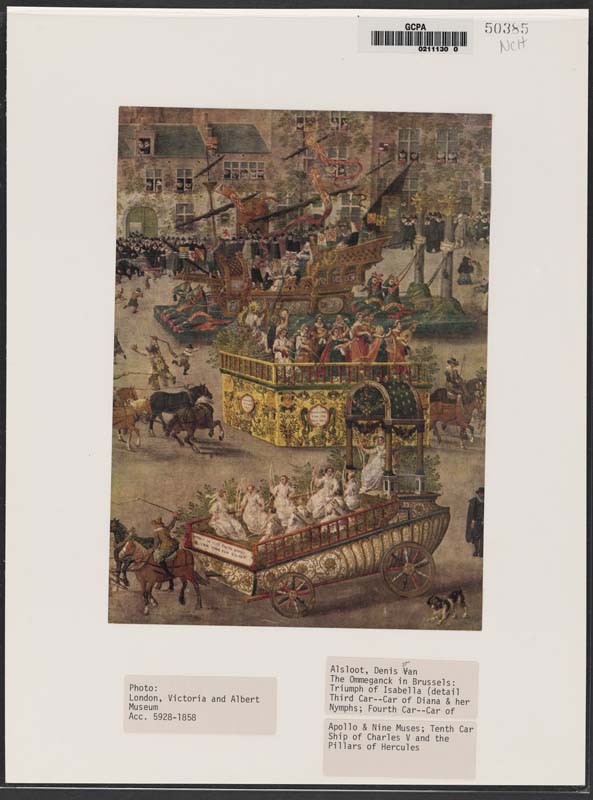 GCPA
0211130 0
50385
NCH
Photo:
London, Victoria and Albert
Museum
Acc. 5928-1858
Alsloot, Denis Van
The Ommeganck in Brussels:
Triumph of Isabella (detail
Third Car--Car of Diana & her
Nymphs; Fourth Car--Car of
Apollo & Nine Muses; Tenth Car
Ship of Charles V and the
Pillars of Hercules